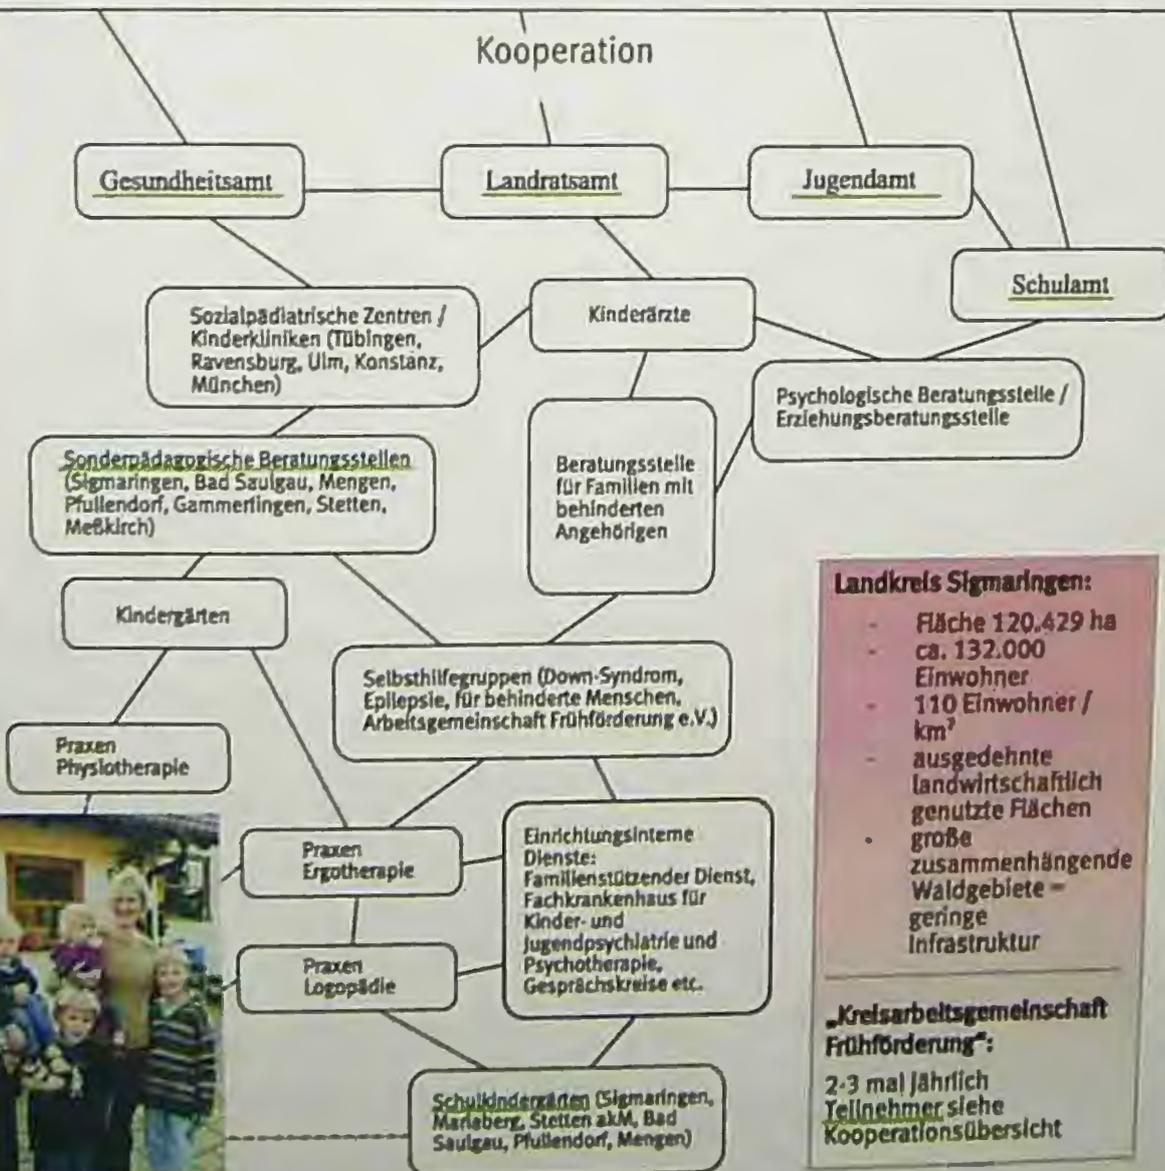 Kooperation
Gesundheitsamt
Landratsamt
Jugendamt
Schulamt
Sozialpädiatrische Zentren /
Kinderkliniken (Tübingen,
Ravensburg, Ulm, Konstanz,
München)
Kinderärzte
Psychologische Beratungsstelle /
Erziehungsberatungsstelle
Sonderpädagogische Beratungsstellen
(Sigmaringen, Bad Saulgau, Mengen,
Pfullendorf, Gammertingen, Stetten,
Meßkirch)
Beratungsstelle
für Familien mit
behinderten
Angehörigen
Kindergärten
Selbsthilfegruppen (Down-Syndrom,
Epilepsie, für behinderte Menschen,
Arbeitsgemeinschaft Frühförderung e.V.)
Praxen
Physiotherapie
Praxen
Ergotherapie
Einrichtungsinterne
Dienste:
Familienstützender Dienst,
Fachkrankenhaus für
Kinder- und
Jugendpsychiatrie und
Psychotherapie,
Gesprächskreise etc.
Praxen
Logopädie
Schulkindergärten (Sigmaringen,
Mariaberg, Stetten akM, Bad
Saulgau, Pfullendorf, Mengen)
Landkreis Sigmaringen:
- Fläche 120.429 ha
- ca. 132.000
Einwohner
- 110 Einwohner /
km²
- ausgedehnte
landwirtschaftlich
genutzte Flächen
- große
zusammenhängende
Waldgebiete =
geringe
Infrastruktur
„Kreisarbeitsgemeinschaft
Frühförderung“:
2-3 mal jährlich
Teilnehmer siehe
Kooperationsübersicht